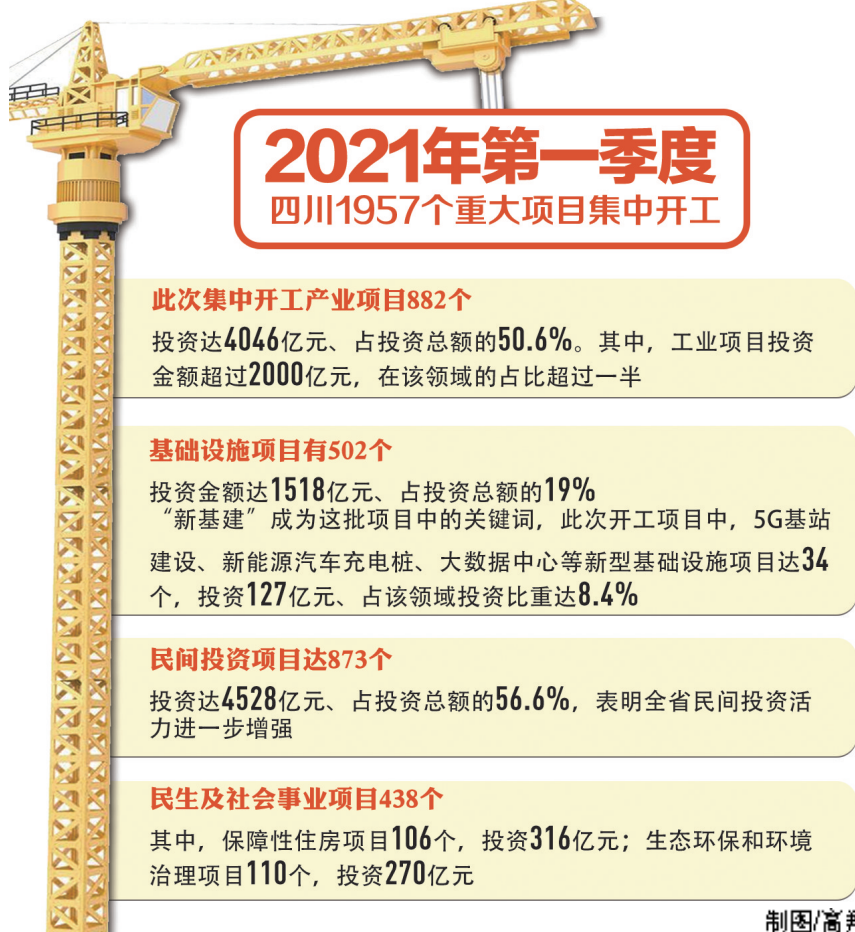 2021年第一季度
四川1957个重大项目集中开工
此次集中开工产业项目882个
投资达4046亿元、占投资总额的50.6%。其中，工业项目投资
金额超过2000亿元，在该领域的占比超过一半
基础设施项目有502个
投资金额达1518亿元、占投资总额的19%
“新基建”成为这批项目中的关键词，此次开工项目中，5G基站
建设、新能源汽车充电桩、大数据中心等新型基础设施项目达34
个，投资127亿元、占该领域投资比重达8.4%
民间投资项目达873个
投资达4528亿元、占投资总额的56.6%，表明全省民间投资活
力进一步增强
民生及社会事业项目438个
其中，保障性住房项目106个，投资316亿元；生态环保和环境
治理项目110个，投资270亿元
制图/高翔